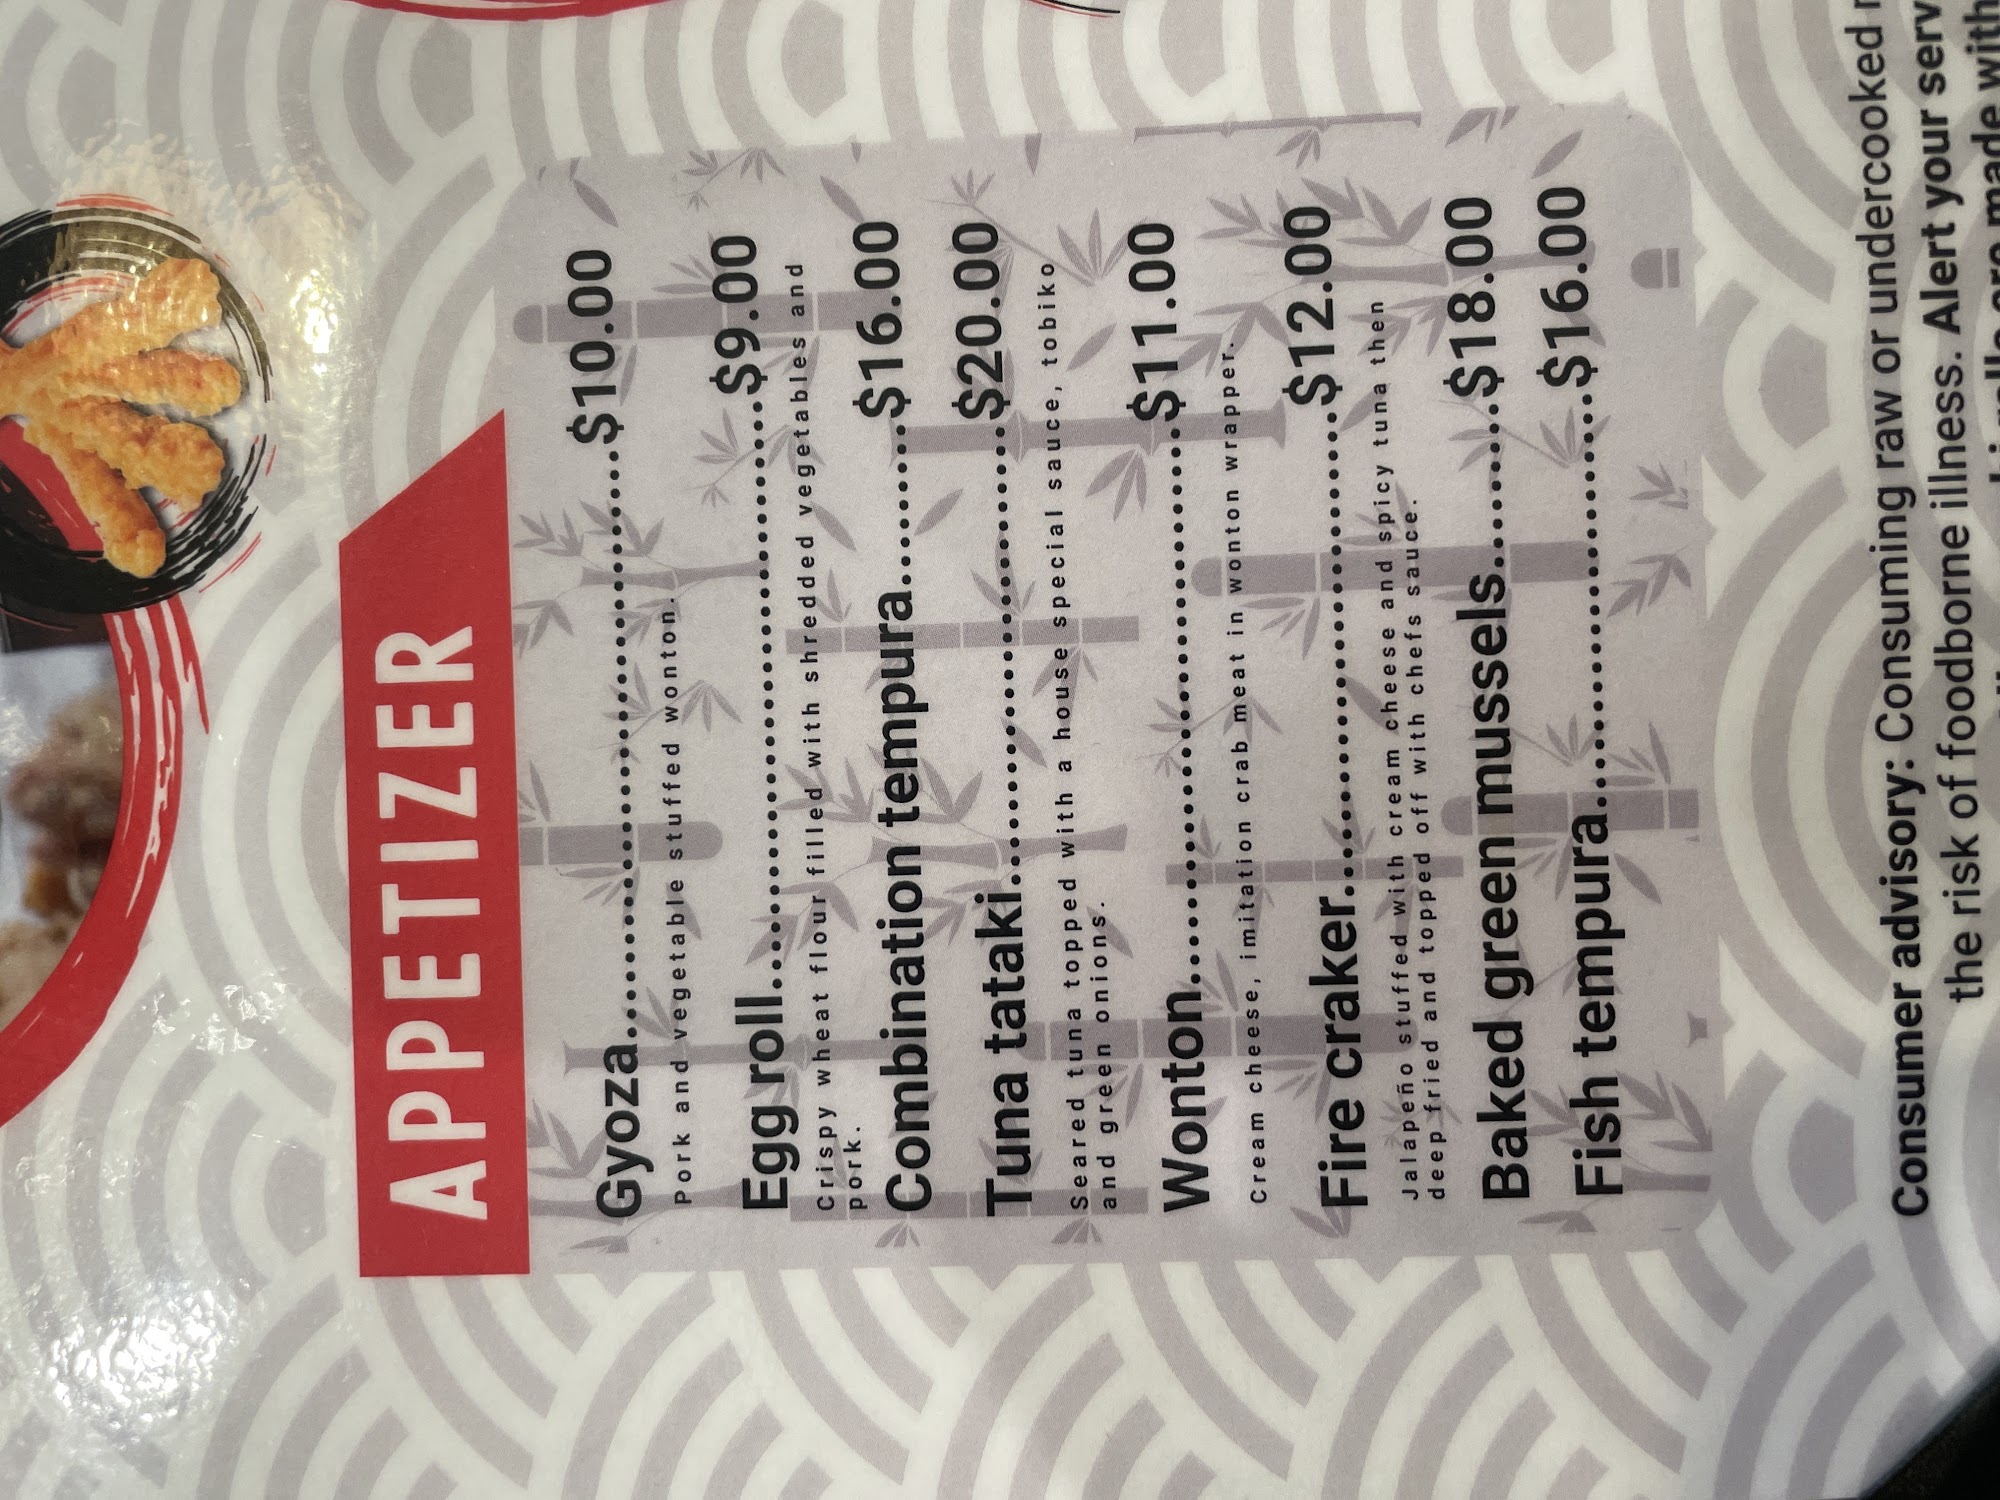 APPETIZER
Gyoza..........................................$10.00
Pork and vegetable stuffed wonton.
Egg roll..........................................$9.00
Crispy wheat flour filled with shredded vegetables and
pork.
Combination tempura...........$16.00
Tuna tataki...............................$20.00
Seared tuna topped with a house special sauce, tobiko
and green onions.
Wonton.....................................$11.00
Cream cheese, imitation crab meat in wonton wrapper.
Fire craker................................$12.00
Jalapeño stuffed with cream cheese and spicy tuna then
deep fried and topped off with chefs sauce.
Baked green mussels...........$18.00
Fish tempura...........................$16.00
Consumer advisory: Consuming raw or undercooked
the risk of foodborne illness. Alert your serv
are made with